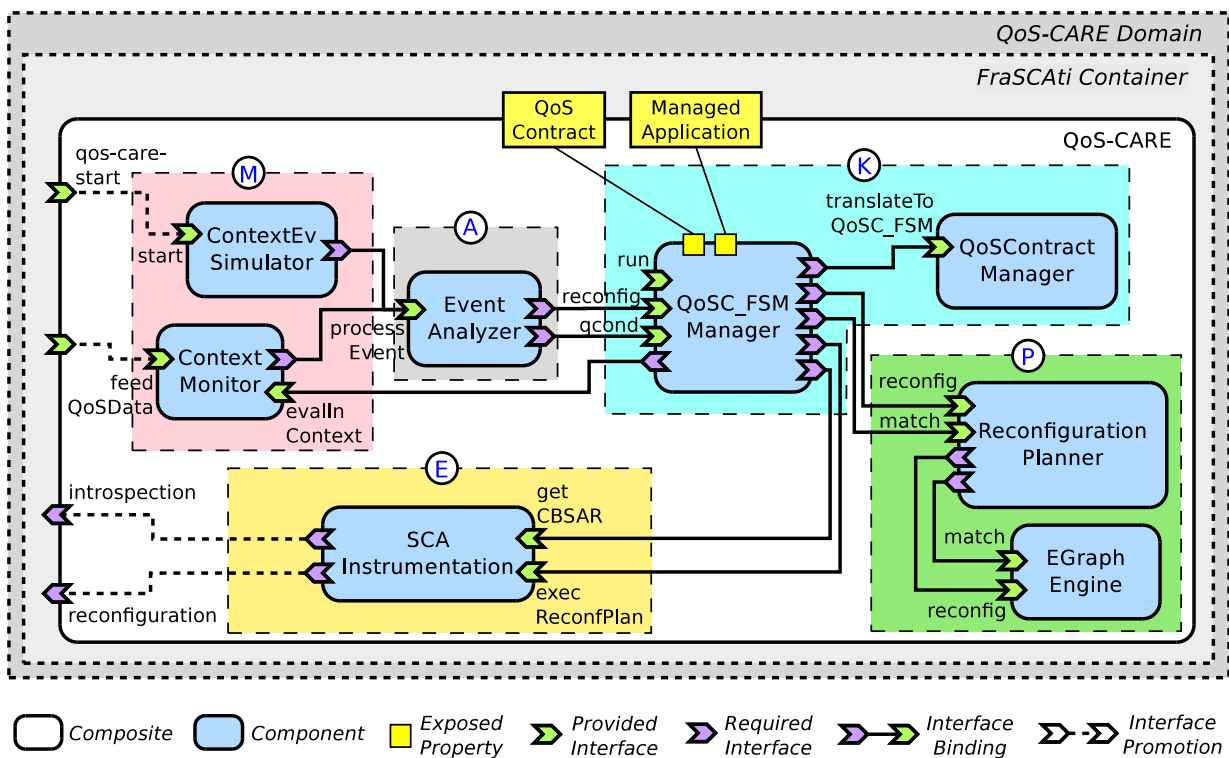 QoS-CARE Domain
FraSCAti Container
QoS
Contract
Managed
Application
QoS-CARE
qos-care-
start
M
ContextEv
Simulator
start
A
K
translateTo
QoSC_FSM
QoSContract
Manager
run
reconfig
qcond
QoSC_FSM
Manager
Event
Analyzer
process
Event
Context
Monitor
feed
QoSData
evalIn
Context
P
reconfig
match
Reconfiguration
Planner
match
reconfig
EGraph
Engine
E
introspection
get
CBSAR
SCA
Instrumentation
exec
ReconfPlan
reconfiguration
Composite
Component
Exposed
Property
Provided
Interface
Required
Interface
Interface
Binding
Interface
Promotion